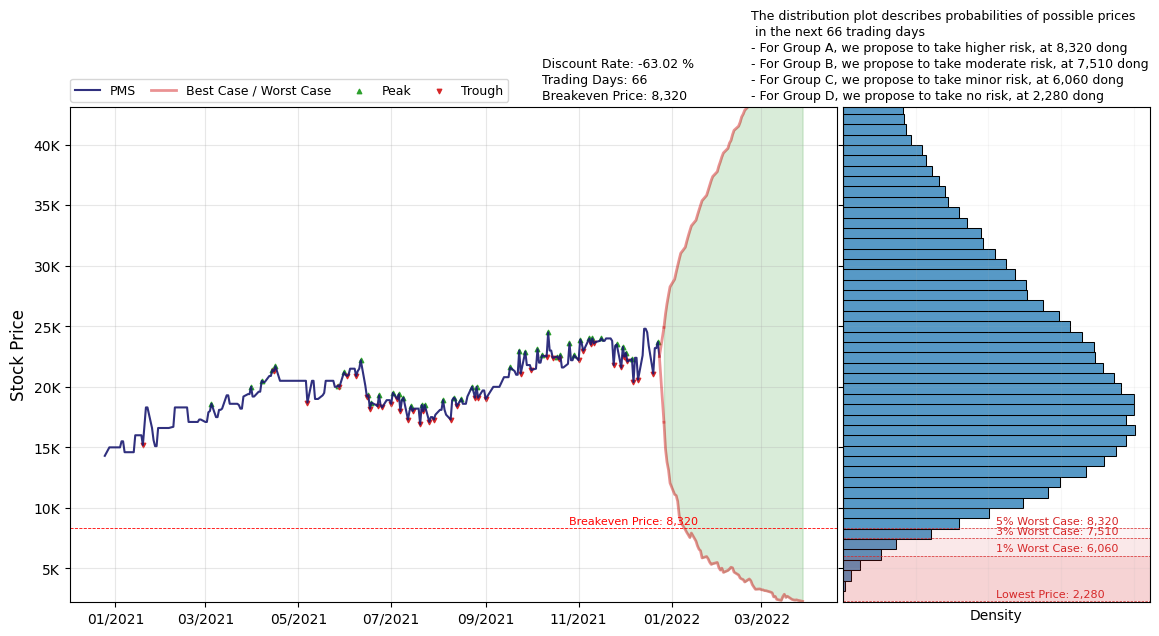 The distribution plot describes probabilities of possible prices
in the next 66 trading days
- For Group A, we propose to take higher risk, at 8,320 dong
- For Group B, we propose to take moderate risk, at 7,510 dong
- For Group C, we propose to take minor risk, at 6,060 dong
- For Group D, we propose to take no risk, at 2,280 dong
Discount Rate: -63.02 %
Trading Days: 66
Breakeven Price: 8,320
PMS
Best Case / Worst Case
Peak
Trough
Stock Price
40K
35K
30K
25K
20K
15K
10K
5K
Breakeven Price: 8,320
5% Worst Case: 8,320
3% Worst Case: 7,510
1% Worst Case: 6,060
Lowest Price: 2,280
01/2021
03/2021
05/2021
07/2021
09/2021
11/2021
01/2022
03/2022
Density